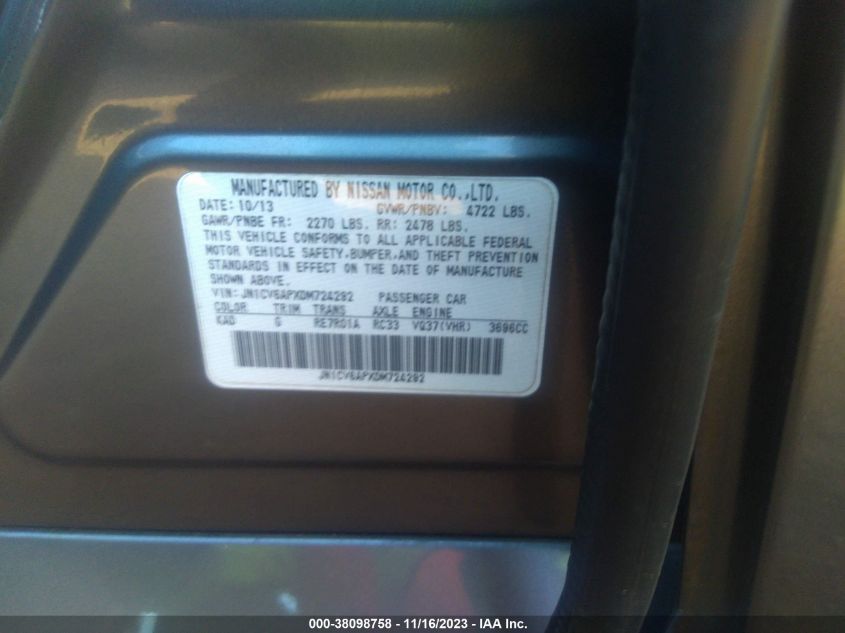 MANUFACTURED BY NISSAN MOTOR CO.,LTD.
DATE: 10/13 GVWR/PNBV: 4722 LBS.
GAWR/PNBE FR: 2270 LBS. RR: 2478 LBS.
THIS VEHICLE CONFORMS TO ALL APPLICABLE FEDERAL
MOTOR VEHICLE SAFETY,BUMPER,AND THEFT PREVENTION
STANDARDS IN EFFECT ON THE DATE OF MANUFACTURE
SHOWN ABOVE.
VIN: JN1CV6APXDM724282 PASSENGER CAR
COLOR TRIM TRANS AXLE ENGINE
KAD G RE7R01A RC33 VQ37(VHR) 3696CC
JN1CV6APXDM724282
000-38098758 - 11/16/2023 - IAA Inc.